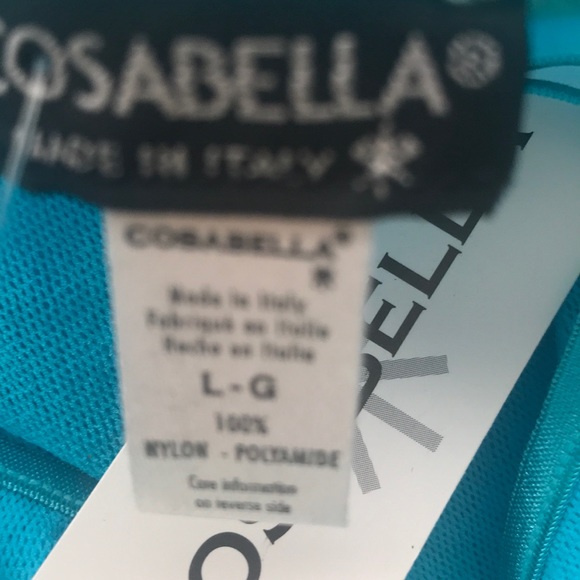 COSABELLA®
MADE IN ITALY
COSABELLA®
Made in Italy
Fabriqué en Italie
Hecho en Italia
L - G
100%
NYLON - POLYAMIDE
Care information
on reverse side